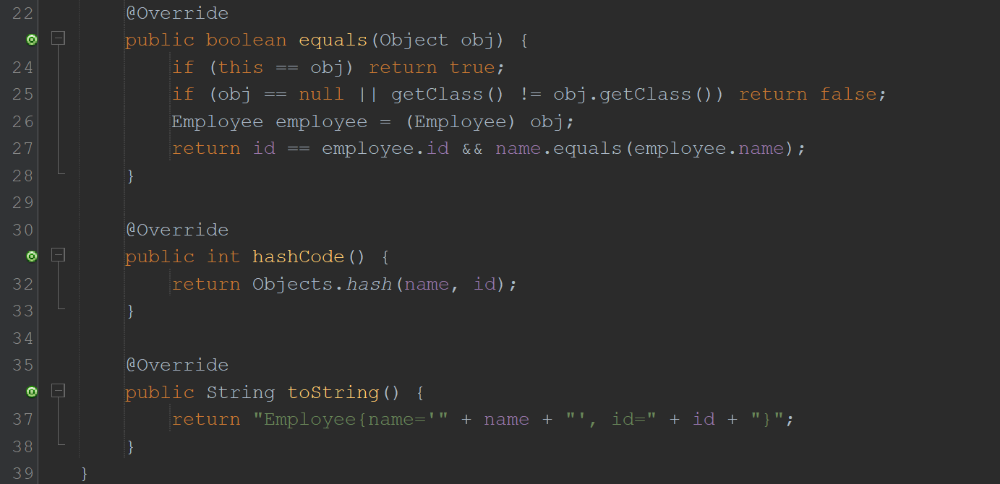 22 @Override
public boolean equals(Object obj) {
24 if (this == obj) return true;
25 if (obj == null || getClass() != obj.getClass()) return false;
26 Employee employee = (Employee) obj;
27 return id == employee.id && name.equals(employee.name);
28 }
29
30 @Override
public int hashCode() {
32 return Objects.hash(name, id);
33 }
34
35 @Override
public String toString() {
37 return "Employee{name='" + name + "', id=" + id + "}";
38 }
39 }